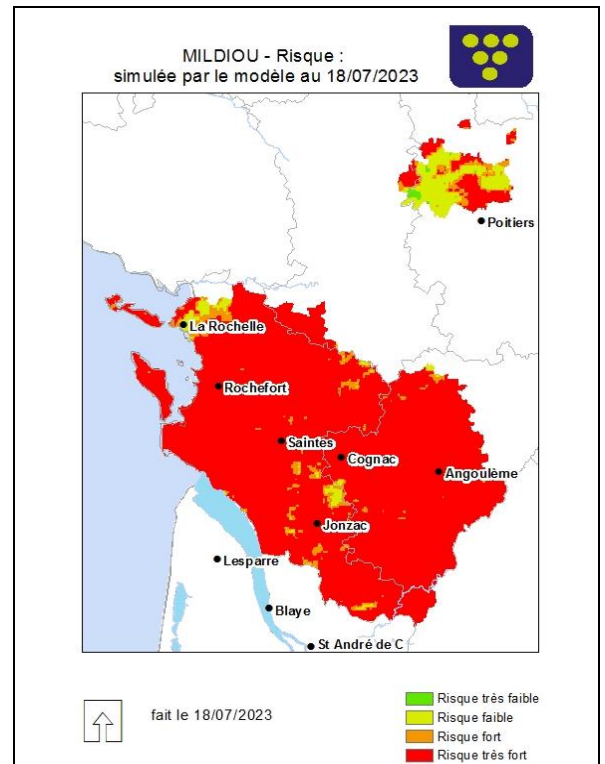 MILDIOU - Risque :
simulée par le modèle au 18/07/2023
Poitiers
La Rochelle
Rochefort
Saintes
Cognac
Angoulême
Jonzac
Lesparre
Blaye
St André de C
fait le 18/07/2023
Risque très faible
Risque faible
Risque fort
Risque très fort